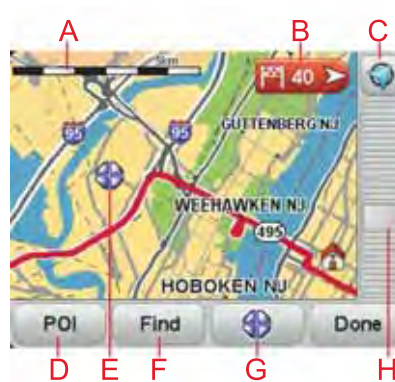 A
B
C
5km
40
95
95
GUTTENBERG NJ
WEEHAWKEN NJ
495
HOBOKEN NJ
POI
Find
Done
D
E
F
G
H